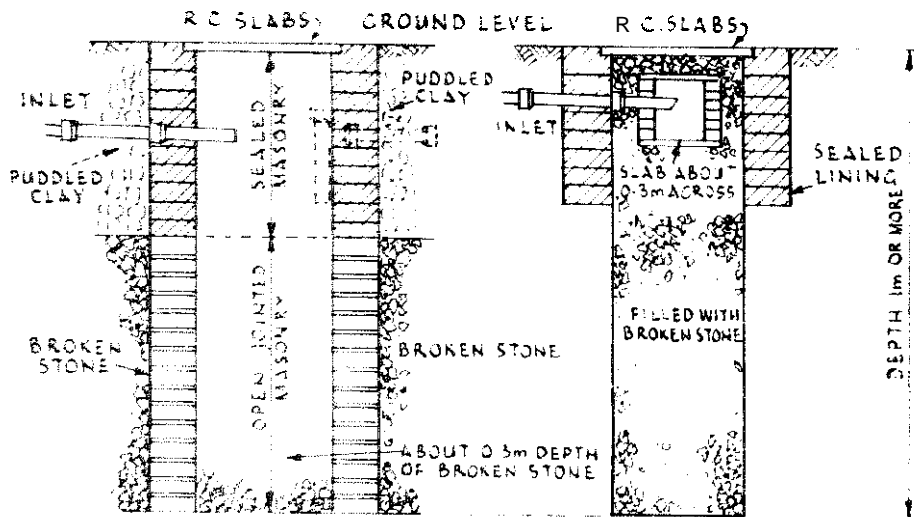 R C. SLABS
GROUND LEVEL
R C. SLABS
INLET
PUDDLED
CLAY
PUDDLED
CLAY
SEALED
MASONRY
INLET
SLAB ABOUT
0·3m ACROSS
SEALED
LINING
DEPTH 1m OR MORE
BROKEN
STONE
OPEN JOINTED
MASONRY
BROKEN STONE
FILLED WITH
BROKEN STONE
ABOUT 0·3m DEPTH
OF BROKEN STONE